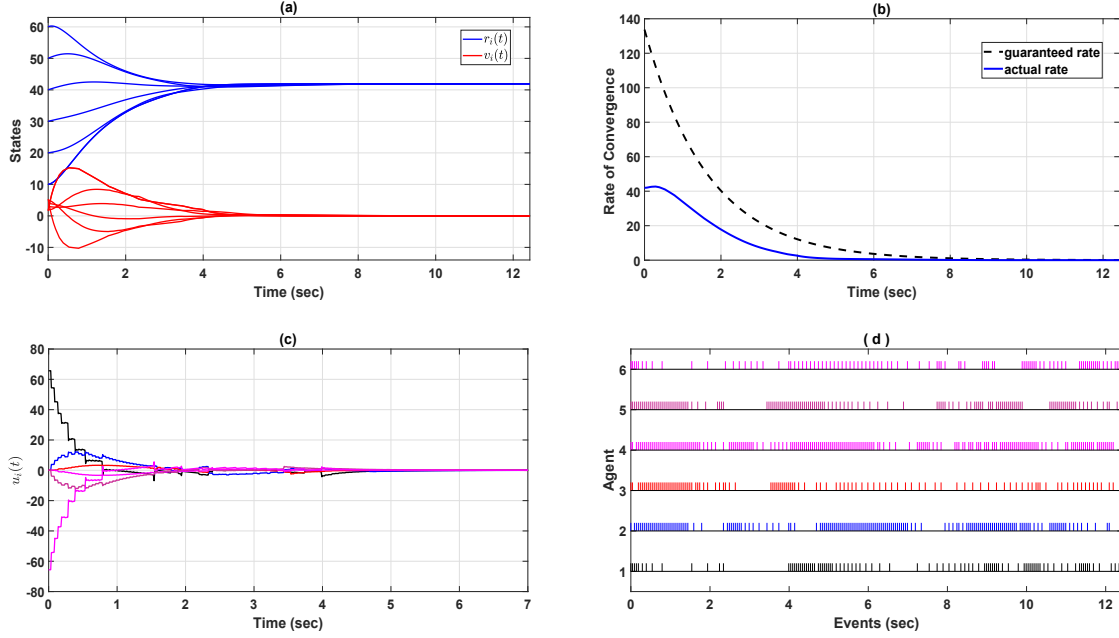 (a)
60
50
40
30
20
10
0
-10
States
0 2 4 6 8 10 12
Time (sec)
r_i(t)
v_i(t)
(b)
140
120
100
80
60
40
20
0
Rate of Convergence
0 2 4 6 8 10 12
Time (sec)
guaranteed rate
actual rate
(c)
80
60
40
20
0
-20
-40
-60
-80
u_i(t)
0 1 2 3 4 5 6 7
Time (sec)
( d )
6
5
4
3
2
1
Agent
0 2 4 6 8 10 12
Events (sec)